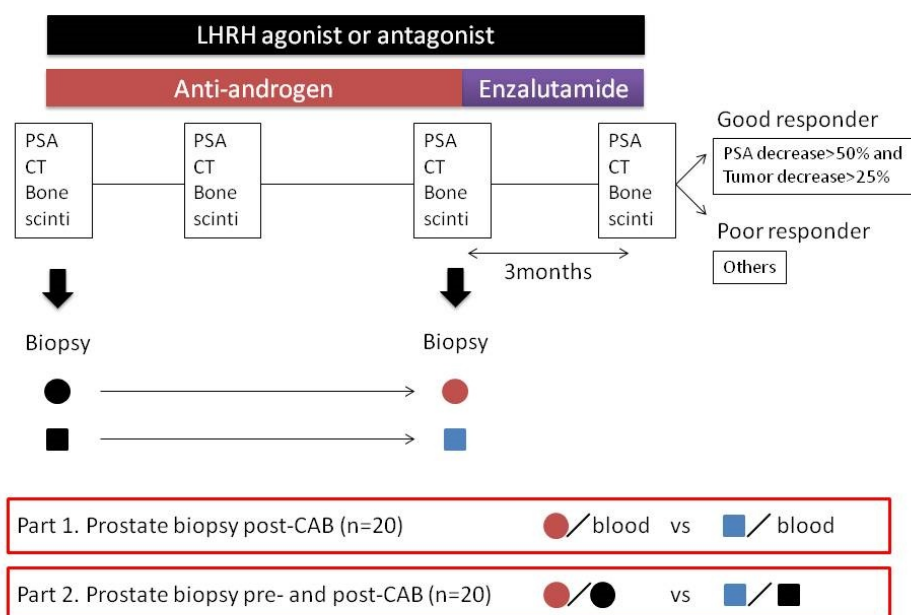 LHRH agonist or antagonist
Anti-androgen
Enzalutamide
PSA
CT
Bone
scinti
PSA
CT
Bone
scinti
PSA
CT
Bone
scinti
PSA
CT
Bone
scinti
Good responder
PSA decrease>50% and
Tumor decrease>25%
Poor responder
Others
3months
Biopsy
Biopsy
Part 1. Prostate biopsy post-CAB (n=20)
/ blood vs / blood
Part 2. Prostate biopsy pre- and post-CAB (n=20)
/ vs /